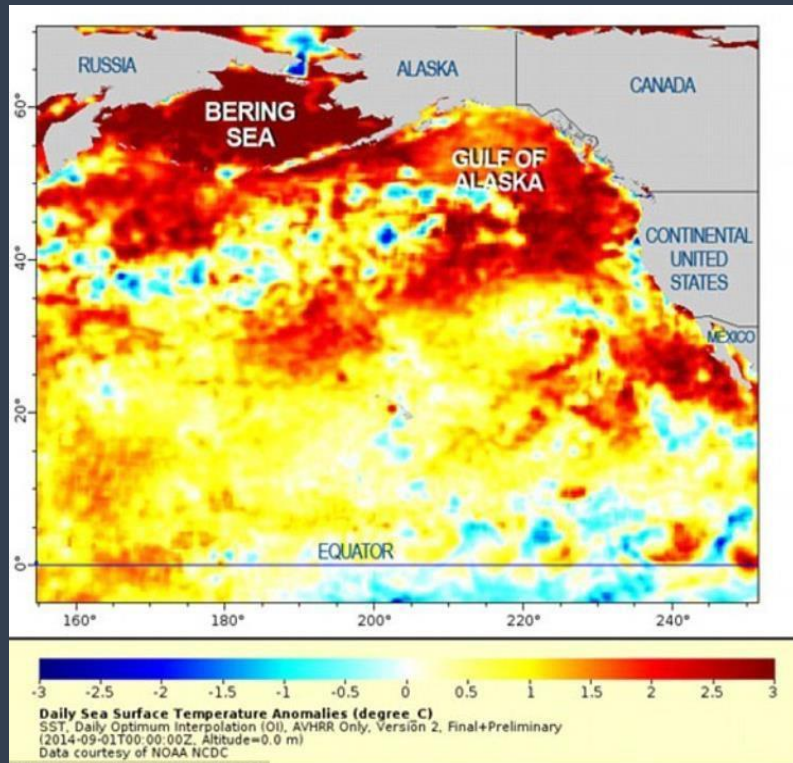 RUSSIA
ALASKA
CANADA
60°
BERING
SEA
GULF OF
ALASKA
40°
CONTINENTAL
UNITED
STATES
MEXICO
20°
EQUATOR
0°
160° 180° 200° 220° 240°
-3 -2.5 -2 -1.5 -1 -0.5 0 0.5 1 1.5 2 2.5 3
Daily Sea Surface Temperature Anomalies (degree_C)
SST, Daily Optimum Interpolation (OI), AVHRR Only, Version 2, Final+Preliminary
(2014-09-01T00:00:00Z, Altitude=0.0 m)
Data courtesy of NOAA NCDC